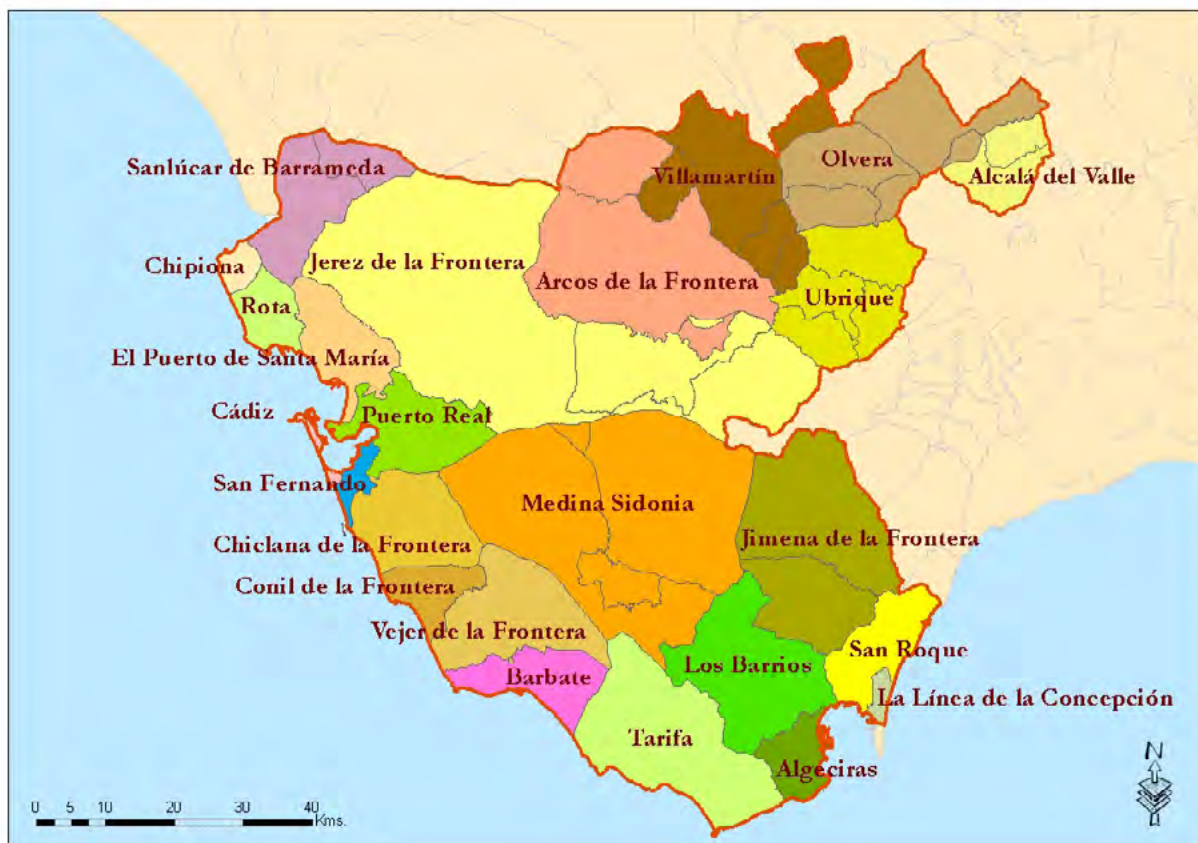 Olvera
Sanlúcar de Barrameda
Villamartín
Alcalá del Valle
Chipiona
Jerez de la Frontera
Arcos de la Frontera
Ubrique
Rota
El Puerto de Santa María
Cádiz
Puerto Real
San Fernando
Medina Sidonia
Chiclana de la Frontera
Jimena de la Frontera
Conil de la Frontera
Vejer de la Frontera
San Roque
Los Barrios
Barbate
La Línea de la Concepción
Tarifa
Algeciras
N
0 5 10 20 30 40
Kms.